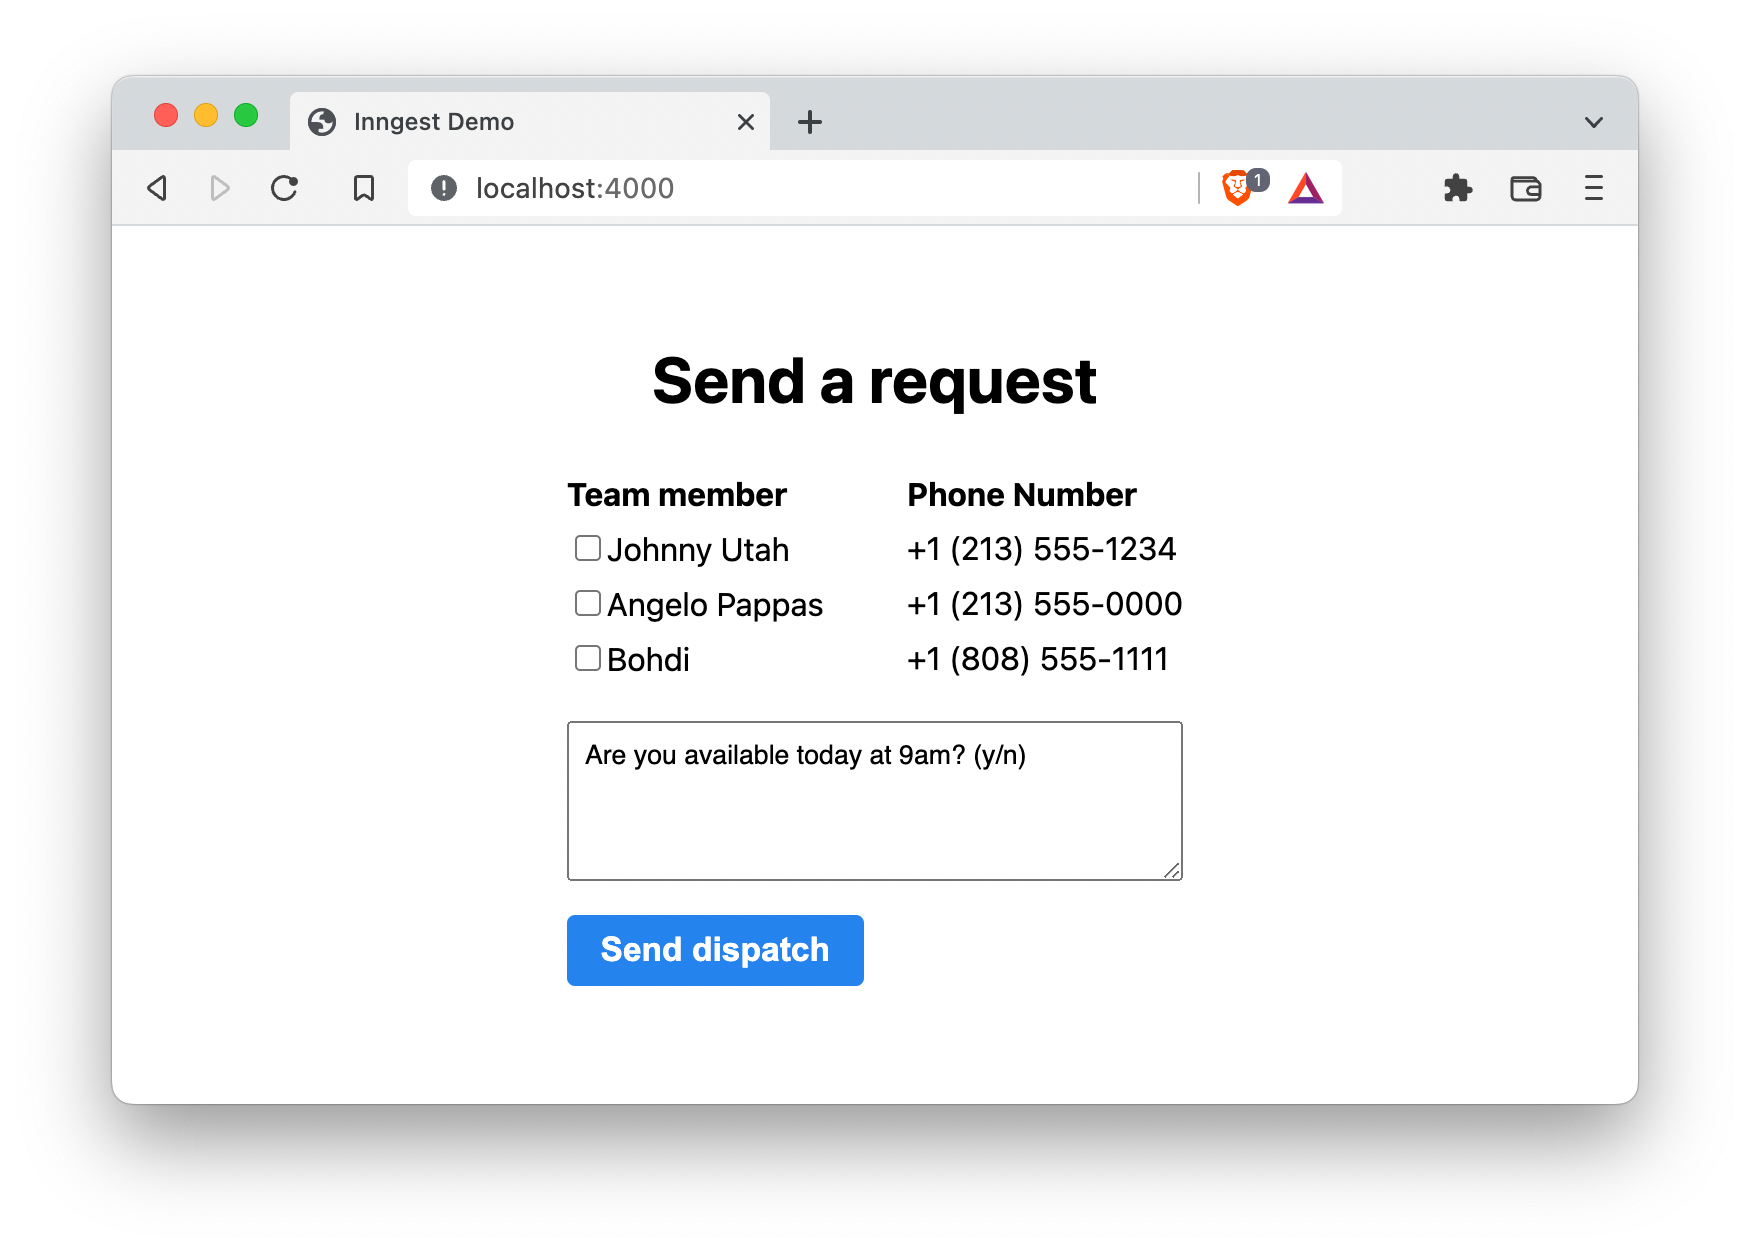 Inngest Demo
localhost:4000
1
Send a request
Team member Phone Number
Johnny Utah +1 (213) 555-1234
Angelo Pappas +1 (213) 555-0000
Bohdi +1 (808) 555-1111
Are you available today at 9am? (y/n)
Send dispatch